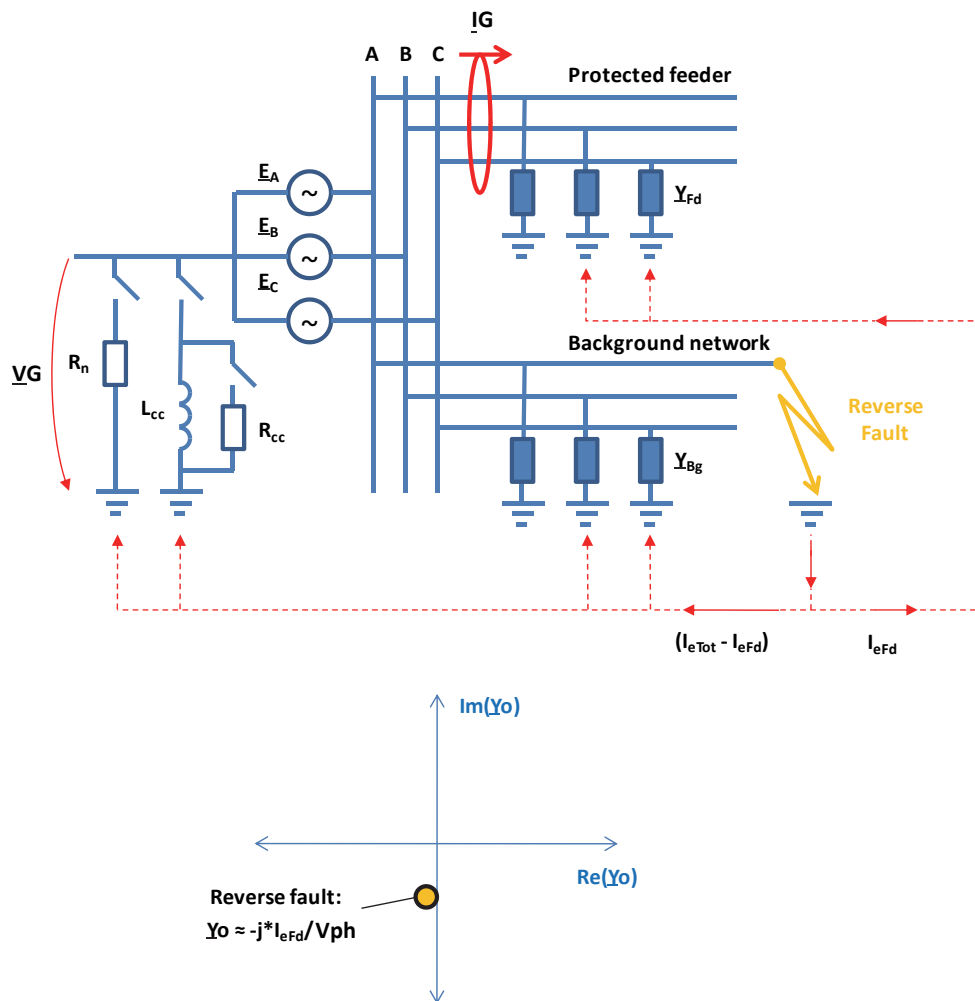 IG
A B C
Protected feeder
EA
YFd
EB
EC
Background network
Rn
VG
Lcc
Reverse
Fault
Rcc
YBg
(IeTot - IeFd)
IeFd
Im(Yo)
Re(Yo)
Reverse fault:
Yo ≈ -j*IeFd/Vph
~
~
~